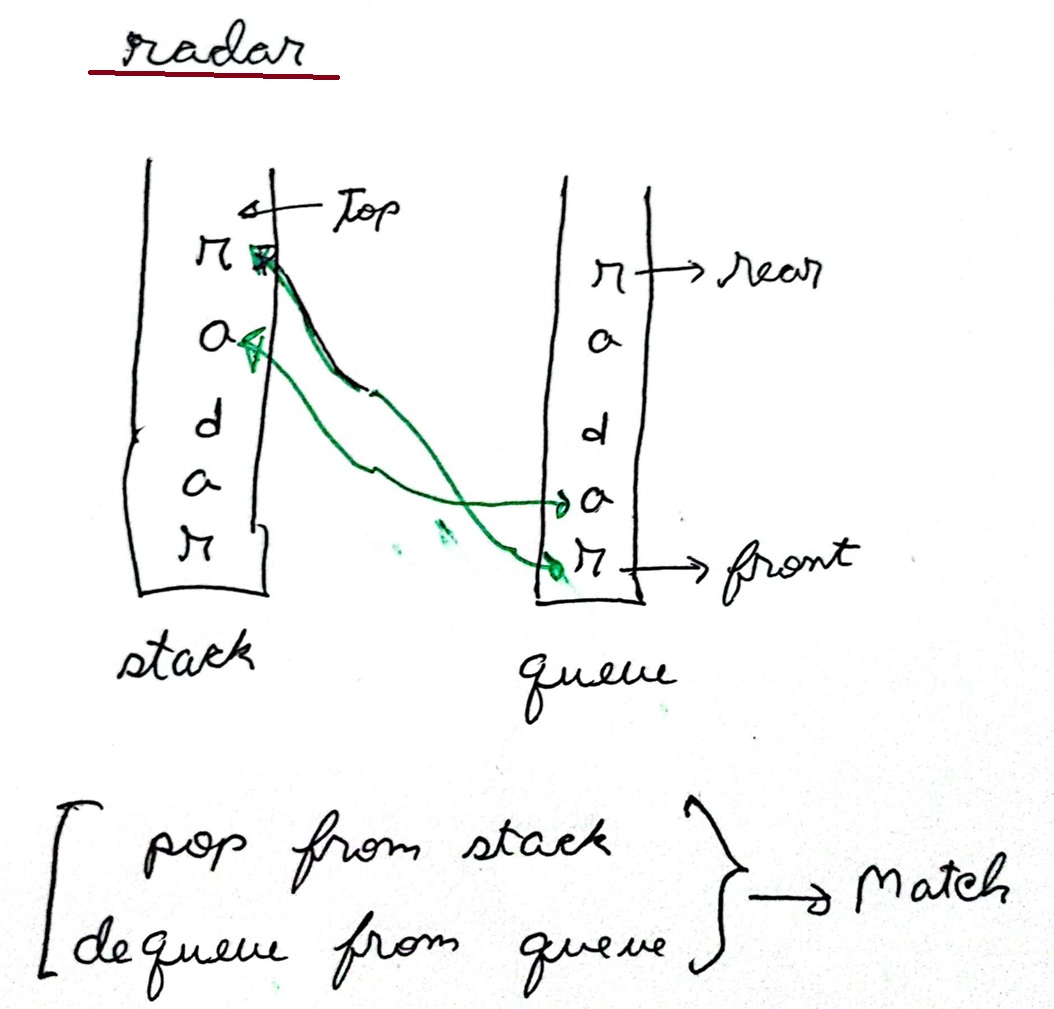 radar
Top
r
a
d
a
r
stack
r → rear
a
d
a
r → front
queue
pop from stack
dequeue from queue
→ Match